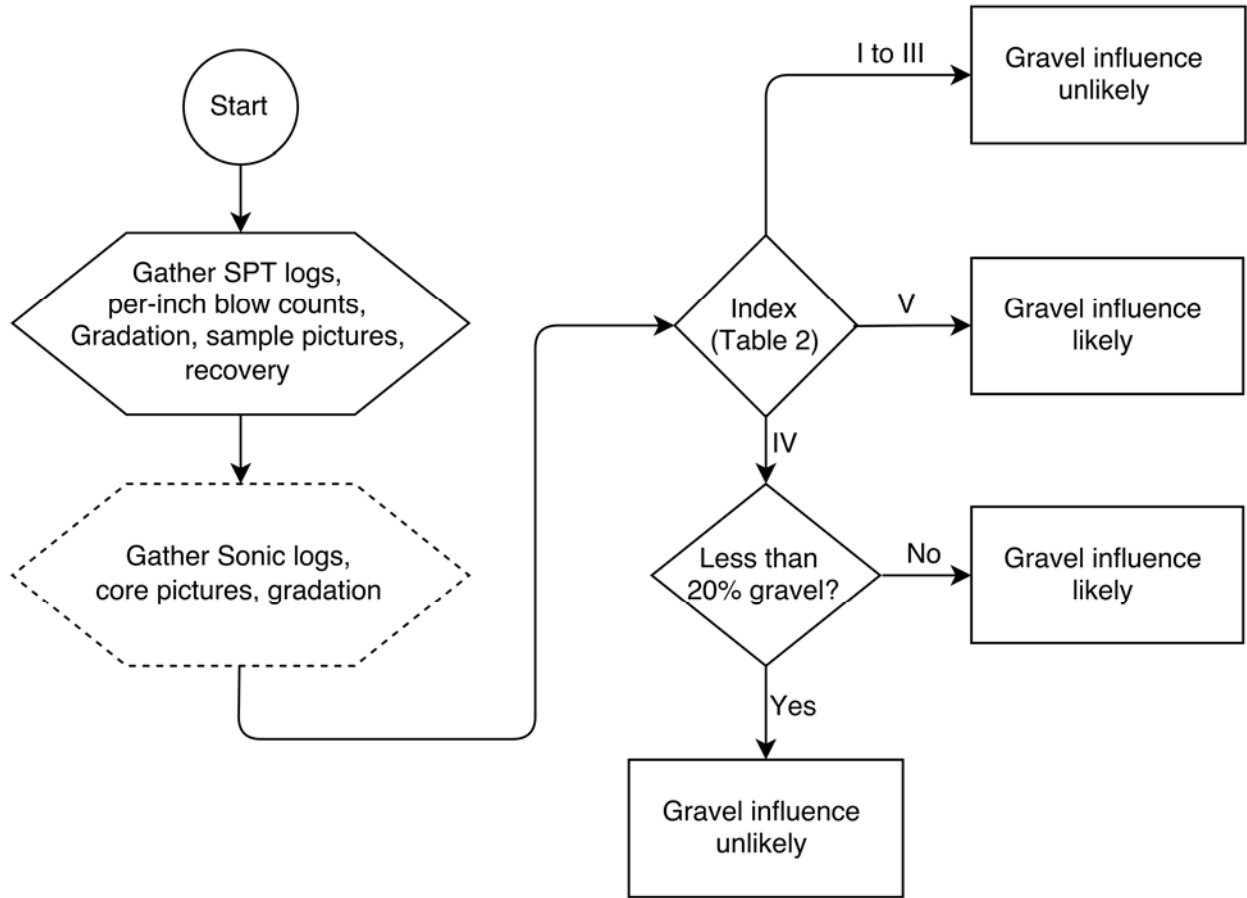 Start
Gather SPT logs,
per-inch blow counts,
Gradation, sample pictures,
recovery
Gather Sonic logs,
core pictures, gradation
Index
(Table 2)
I to III
Gravel influence
unlikely
V
Gravel influence
likely
IV
Less than
20% gravel?
No
Gravel influence
likely
Yes
Gravel influence
unlikely